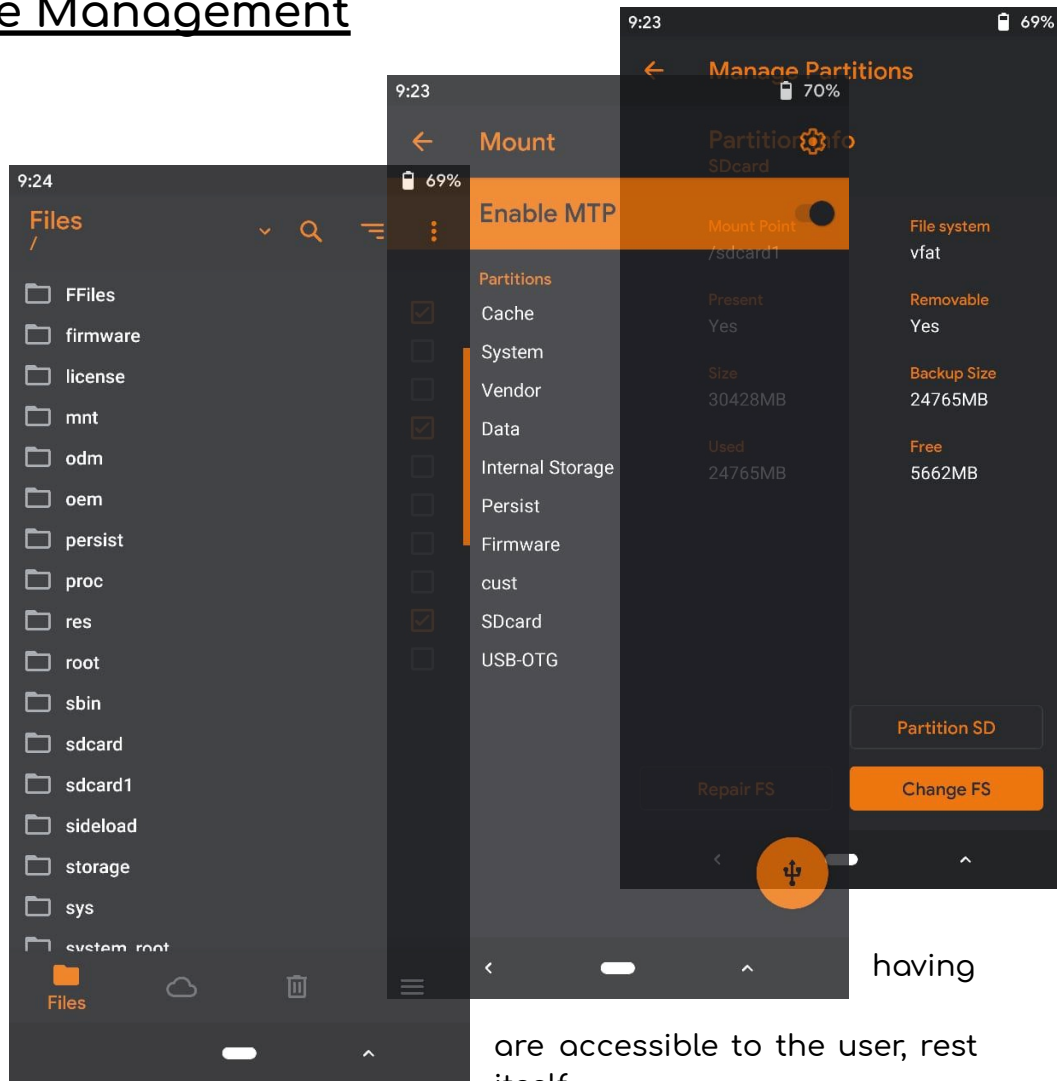 e Management
9:23
69%
Manage Partitions
Partition Info
SDcard
Mount Point
/sdcard1
File system
vfat
Present
Yes
Removable
Yes
Size
30428MB
Backup Size
24765MB
Used
24765MB
Free
5662MB
Partition SD
Repair FS
Change FS
9:23
70%
Mount
Enable MTP
Partitions
Cache
System
Vendor
Data
Internal Storage
Persist
Firmware
cust
SDcard
USB-OTG
9:24
69%
Files
/
FFiles
firmware
license
mnt
odm
oem
persist
proc
res
root
sbin
sdcard
sdcard1
sideload
storage
sys
system_root
Files
having
are accessible to the user, rest
itself